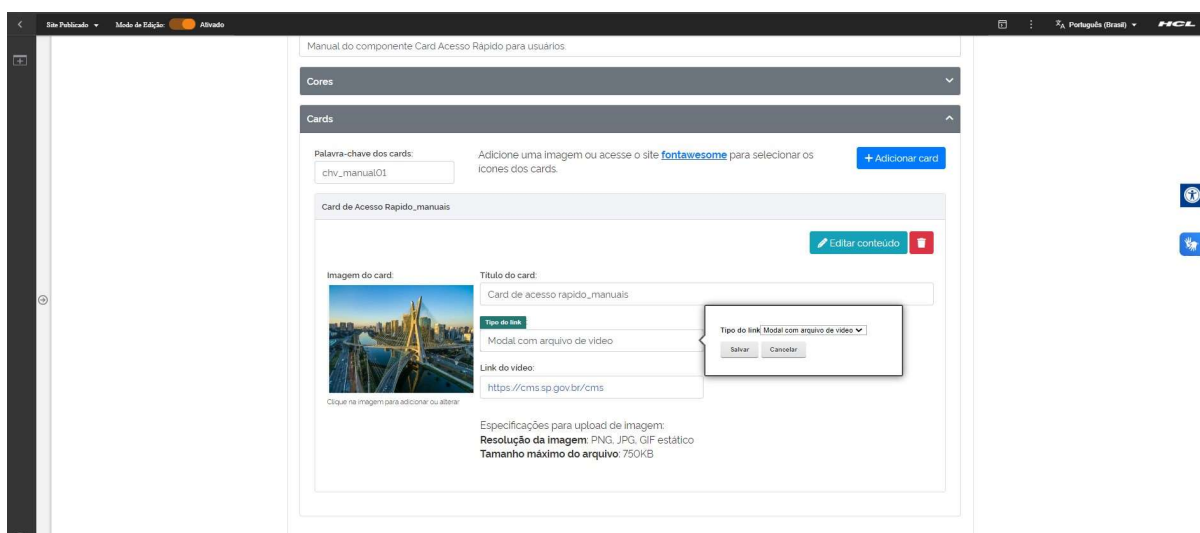 Site Publicado
Modo de Edição:
Ativado
Português (Brasil)
HCL
Manual do componente Card Acesso Rápido para usuários
Cores
Cards
Palavra-chave dos cards:
chv_manual01
Adicione uma imagem ou acesse o site fontawesome para selecionar os
ícones dos cards.
+ Adicionar card
Card de Acesso Rapido_manuais
Editar conteúdo
Imagem do card:
Clique na imagem para adicionar ou alterar
Título do card:
Card de acesso rapido_manuais
Tipo do link
Modal com arquivo de video
Tipo do link Modal com arquivo de video
Salvar
Cancelar
Link do vídeo:
https://cms.sp.gov.br/cms
Especificações para upload de imagem:
Resolução da imagem: PNG, JPG, GIF estático
Tamanho máximo do arquivo: 750KB